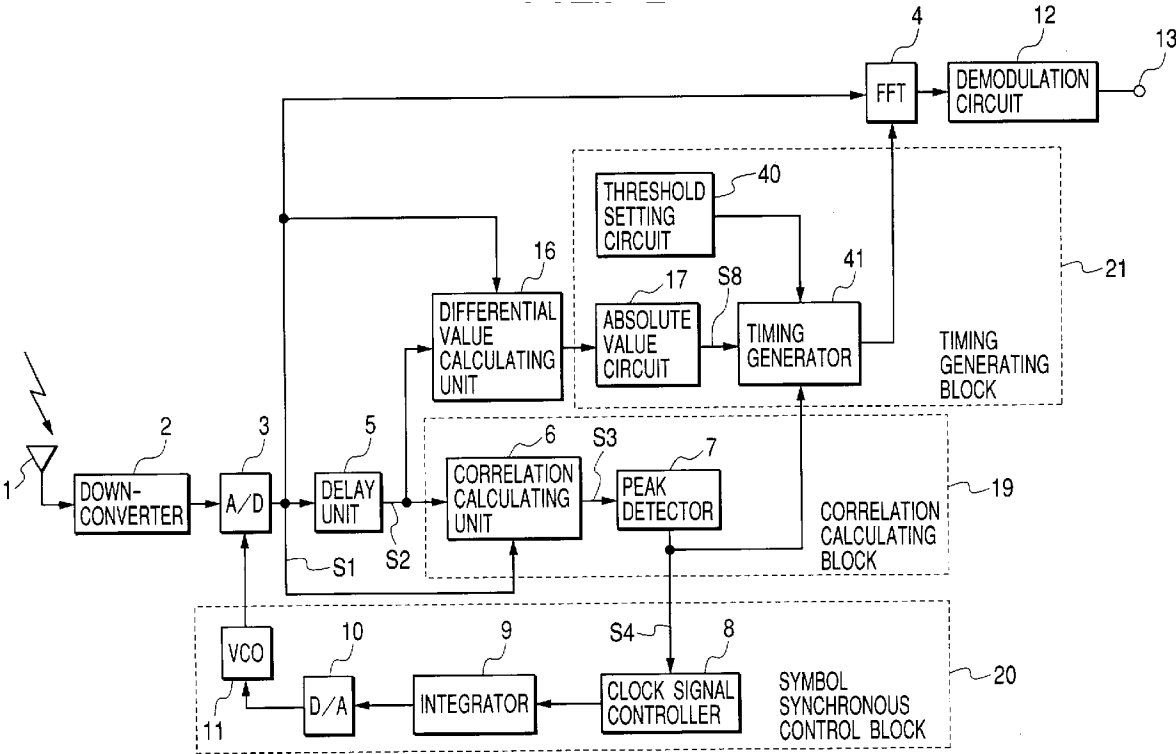 4
12
13
FFT
DEMODULATION
CIRCUIT
THRESHOLD
SETTING
CIRCUIT
40
16
17
S8
41
21
DIFFERENTIAL
VALUE
CALCULATING
UNIT
ABSOLUTE
VALUE
CIRCUIT
TIMING
GENERATOR
TIMING
GENERATING
BLOCK
1
2
3
5
6
S3
7
19
DOWN-
CONVERTER
A/D
DELAY
UNIT
CORRELATION
CALCULATING
UNIT
PEAK
DETECTOR
CORRELATION
CALCULATING
BLOCK
S1
S2
S4
VCO
11
10
9
8
20
D/A
INTEGRATOR
CLOCK SIGNAL
CONTROLLER
SYMBOL
SYNCHRONOUS
CONTROL BLOCK